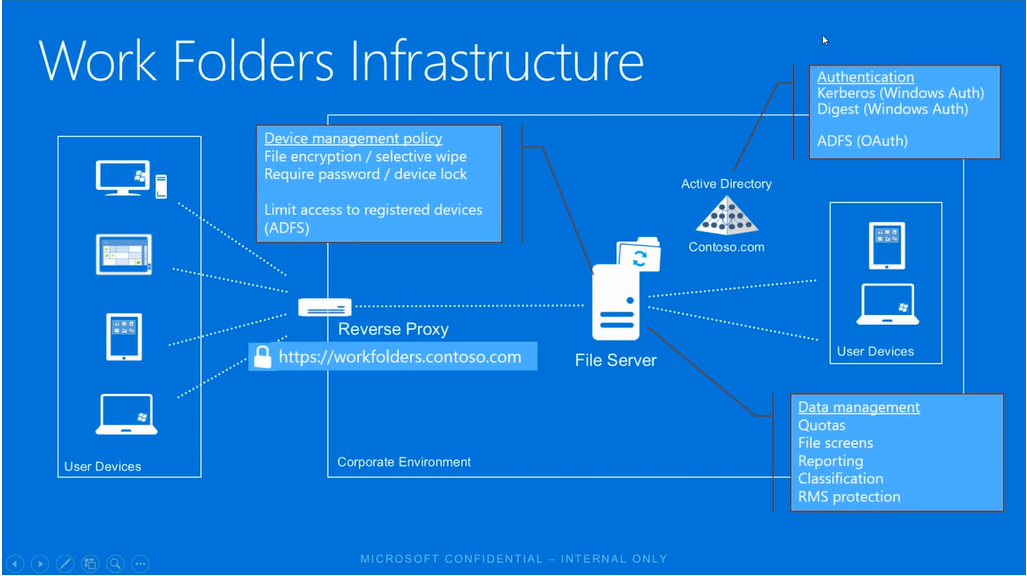 Work Folders Infrastructure
Authentication
Kerberos (Windows Auth)
Digest (Windows Auth)
ADFS (OAuth)
Device management policy
File encryption / selective wipe
Require password / device lock
Limit access to registered devices
(ADFS)
Active Directory
Contoso.com
Reverse Proxy
https://workfolders.contoso.com
File Server
User Devices
User Devices
Corporate Environment
Data management
Quotas
File screens
Reporting
Classification
RMS protection
MICROSOFT CONFIDENTIAL – INTERNAL ONLY